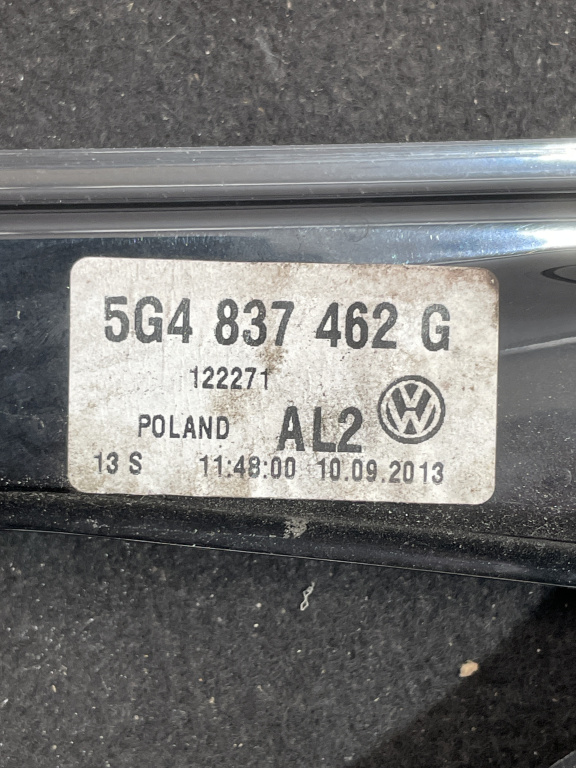 5G4 837 462 G
122271
POLAND AL2
13 S 11:48:00 10.09.2013